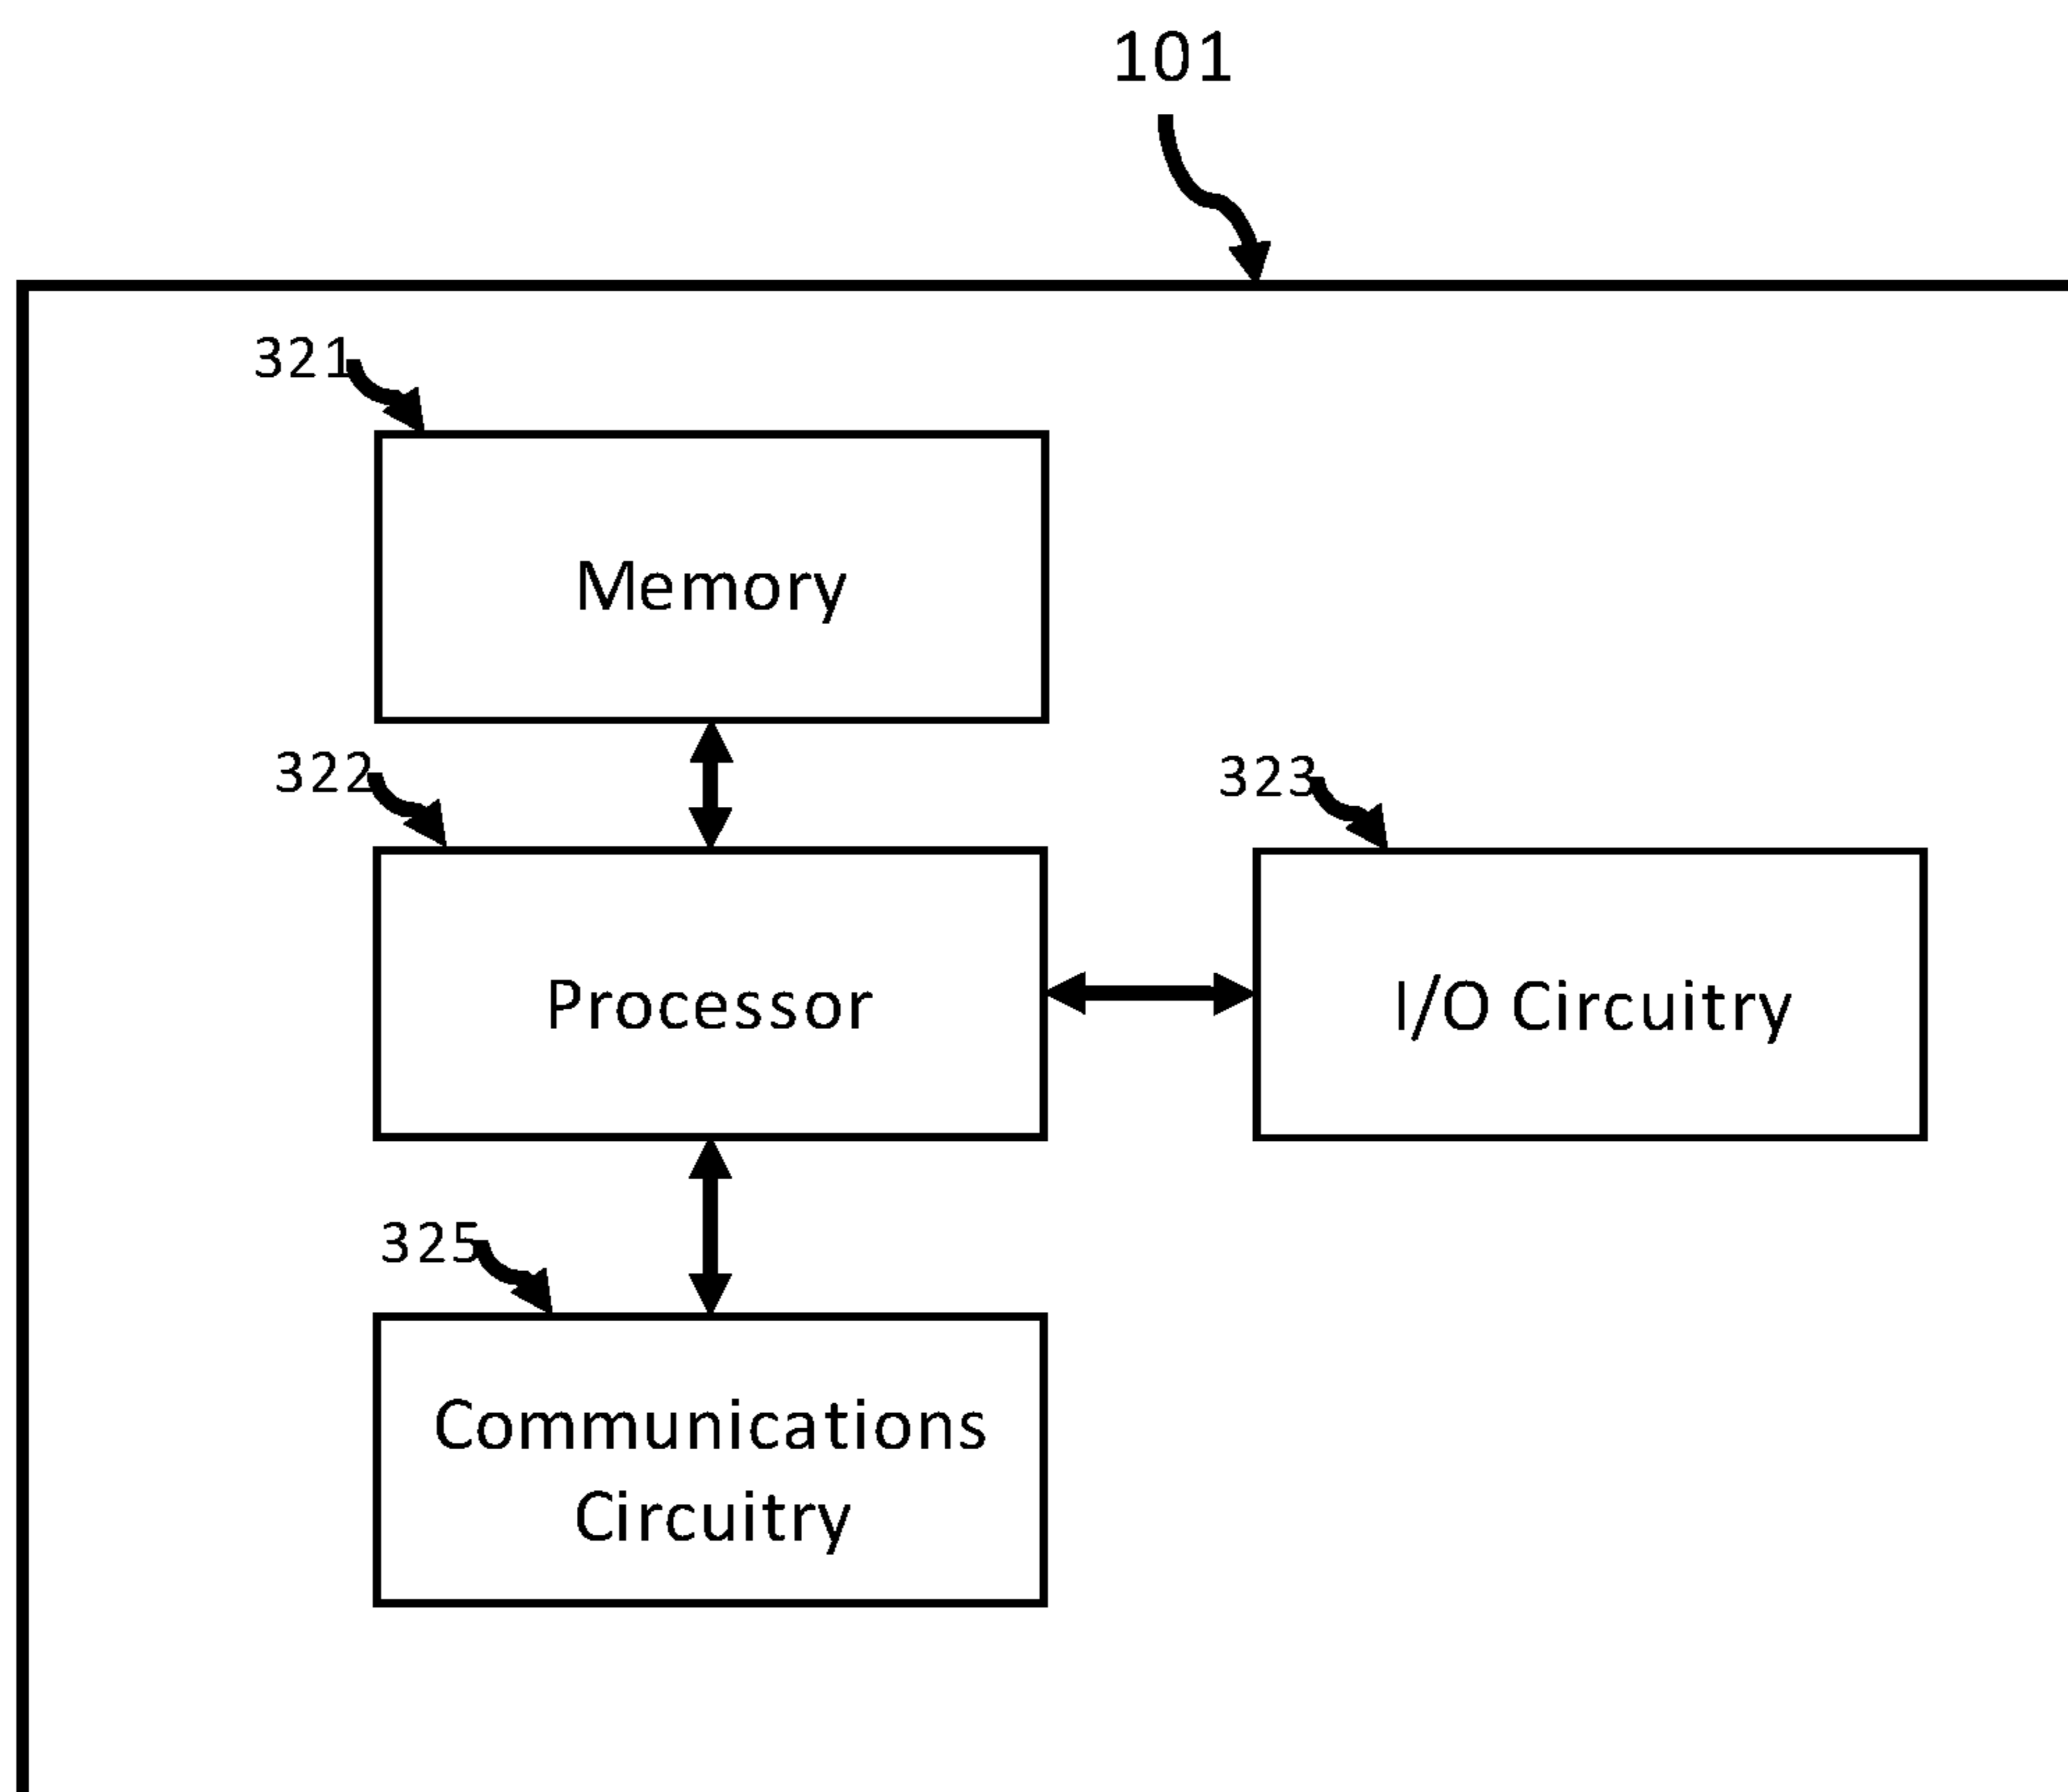 101
321
Memory
322
323
Processor
I/O Circuitry
325
Communications
Circuitry